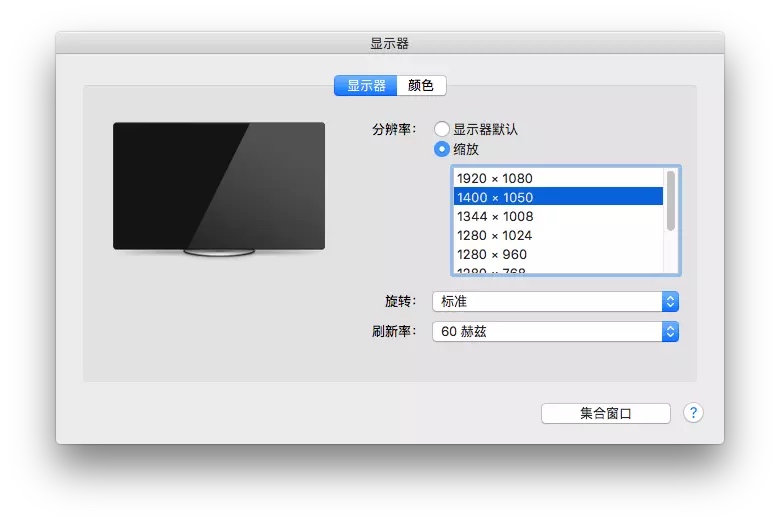 显示器
显示器 颜色
分辨率： 显示器默认
缩放
1920 × 1080
1400 × 1050
1344 × 1008
1280 × 1024
1280 × 960
1280 × 768
旋转： 标准
刷新率： 60 赫兹
集合窗口 ?